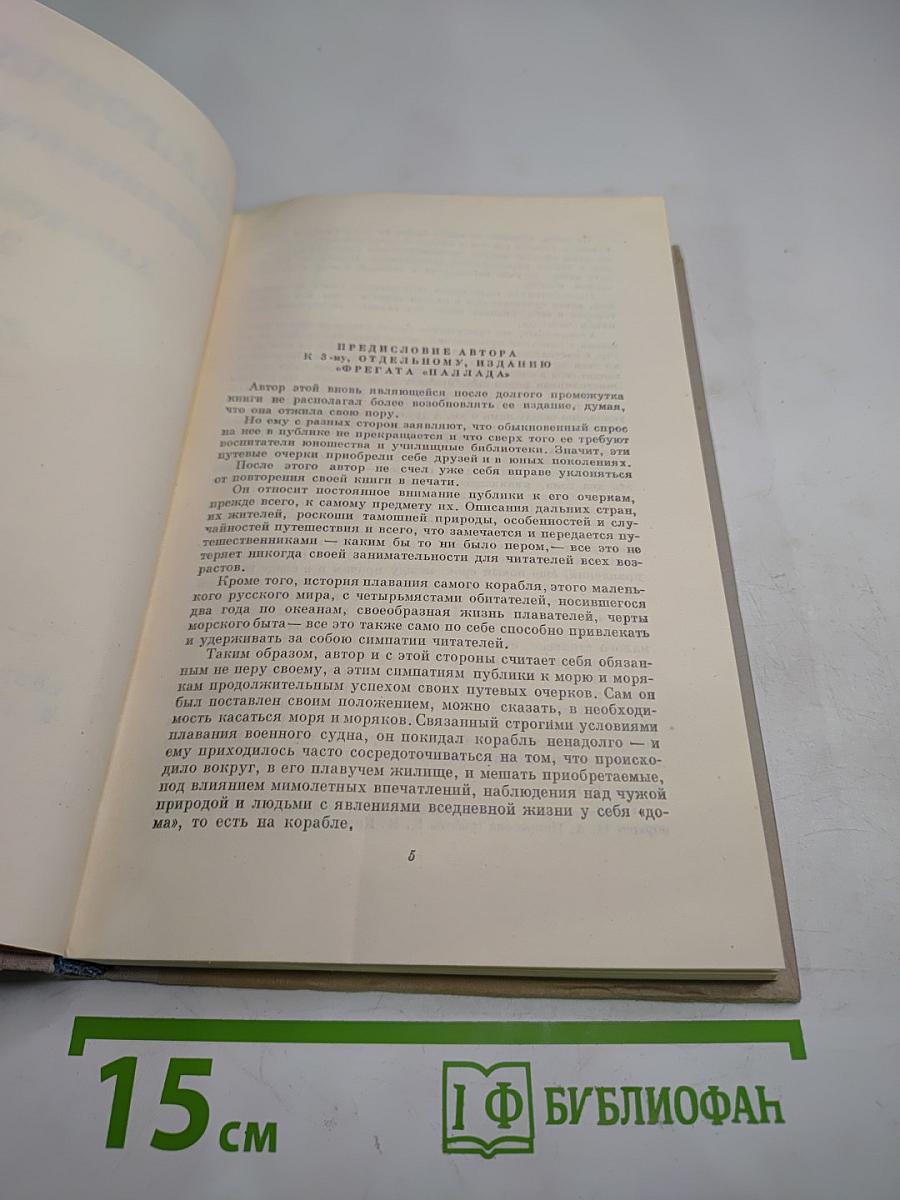 ПРЕДИСЛОВИЕ АВТОРА
К 3-му, ОТДЕЛЬНОМУ, ИЗДАНИЮ
«ФРЕГАТА «ПАЛЛАДА»
Автор этой вновь являющейся после долгого промежутка
книги не располагал более возобновлять ее издание, думая,
что она отжила свою пору.
Но ему с разных сторон заявляют, что обыкновенный спрос
на нее в публике не прекращается и что сверх того ее требуют
воспитатели юношества и училищные библиотеки. Значит, эти
путевые очерки приобрели себе друзей и в юных поколениях.
После этого автор не счел уже себя вправе уклоняться
от повторения своей книги в печати.
Он относит постоянное внимание публики к его очеркам,
прежде всего, к самому предмету их. Описания дальних стран,
их жителей, роскоши тамошней природы, особенностей и слу-
чайностей путешествия и всего, что замечается и передается пу-
тешественниками — каким бы то ни было пером,— все это не
теряет никогда своей занимательности для читателей всех воз-
растов.
Кроме того, история плавания самого корабля, этого малень-
кого русского мира, с четырьмястами обитателей, носившегося
два года по океанам, своеобразная жизнь плавателей, черты
морского быта — все это также само по себе способно привлекать
и удерживать за собою симпатии читателей.
Таким образом, автор и с этой стороны считает себя обязан-
ным не перу своему, а этим симпатиям публики к морю и моря-
кам продолжительным успехом своих путевых очерков. Сам он
был поставлен своим положением, можно сказать, в необходи-
мость касаться моря и моряков. Связанный строгими условиями
плавания военного судна, он покидал корабль ненадолго — и
ему приходилось часто сосредоточиваться на том, что происхо-
дило вокруг, в его плавучем жилище, и мешать приобретаемые,
под влиянием мимолетных впечатлений, наблюдения над чужой
природой и людьми с явлениями вседневной жизни у себя «до-
ма», то есть на корабле.
5
15 см
БУБЛИОФАН